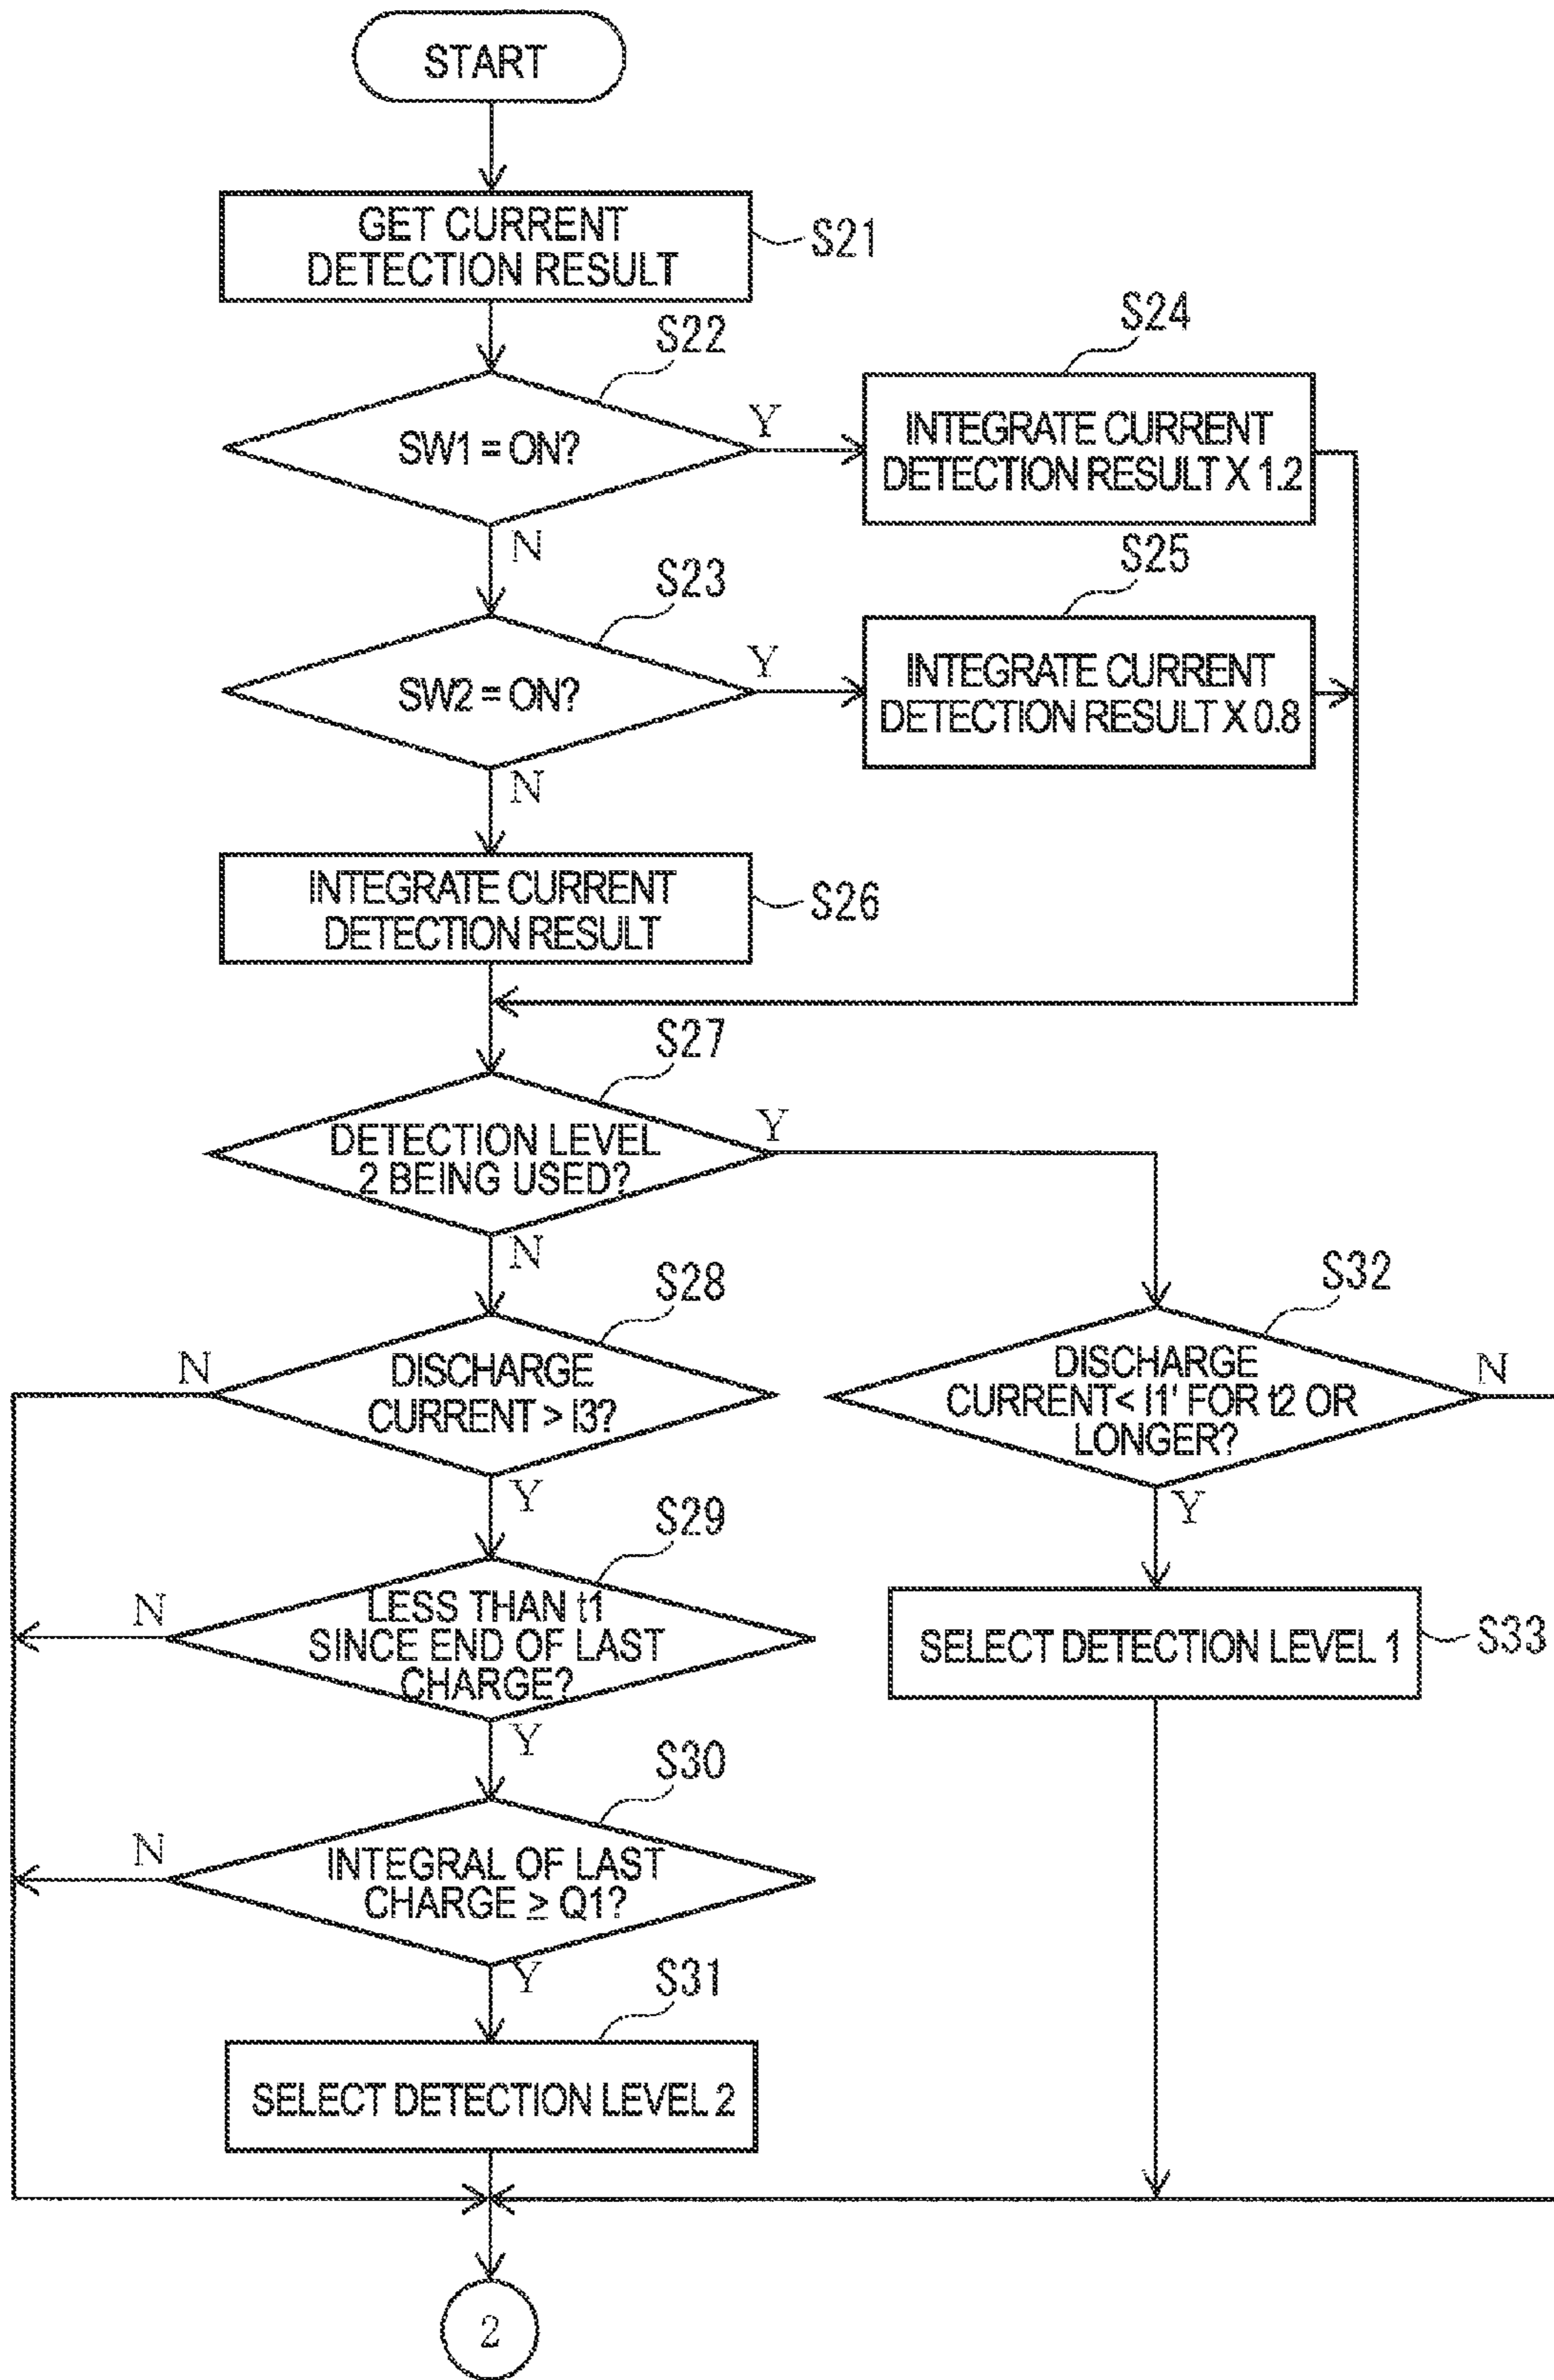 START
GET CURRENT
DETECTION RESULT
S21
S22
SW1 = ON?
Y
N
S24
INTEGRATE CURRENT
DETECTION RESULT X 1.2
S23
SW2 = ON?
Y
N
S25
INTEGRATE CURRENT
DETECTION RESULT X 0.8
INTEGRATE CURRENT
DETECTION RESULT
S26
S27
DETECTION LEVEL
2 BEING USED?
Y
N
S28
DISCHARGE
CURRENT > I3?
N
Y
S32
DISCHARGE
CURRENT< I1' FOR t2 OR
LONGER?
N
Y
S29
LESS THAN t1
SINCE END OF LAST
CHARGE?
N
Y
SELECT DETECTION LEVEL 1
S33
S30
INTEGRAL OF LAST
CHARGE ≥ Q1?
N
Y
S31
SELECT DETECTION LEVEL 2
2